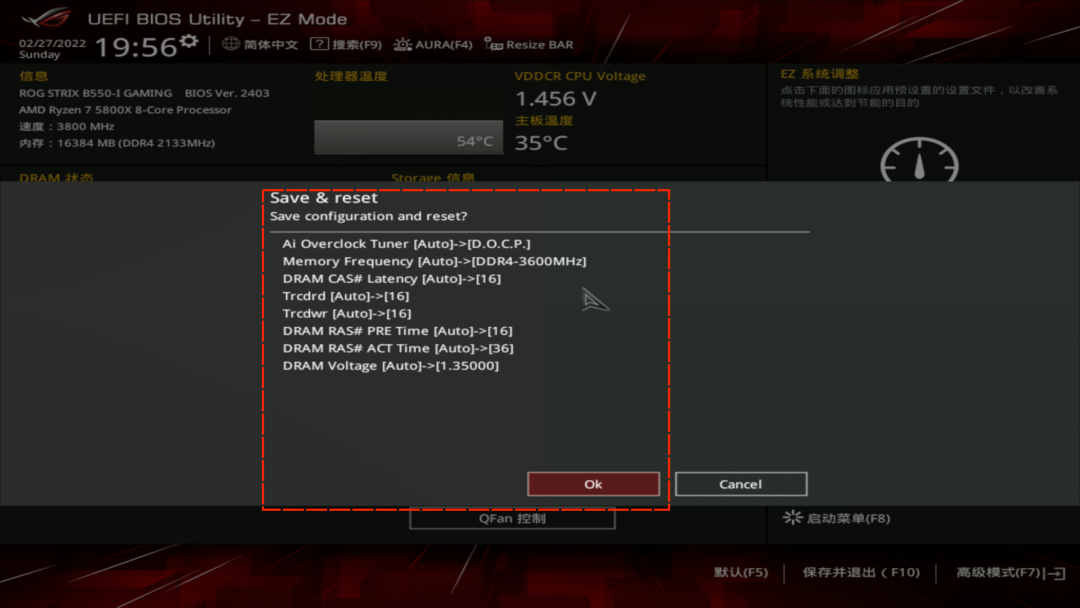 UEFI BIOS Utility – EZ Mode
02/27/2022
Sunday
19:56
简体中文
搜索(F9)
AURA(F4)
Resize BAR
信息
ROG STRIX B550-I GAMING BIOS Ver. 2403
AMD Ryzen 7 5800X 8-Core Processor
速度：3800 MHz
内存：16384 MB (DDR4 2133MHz)
处理器温度
54°C
VDDCR CPU Voltage
1.456 V
主板温度
35°C
EZ 系统调整
点击下面的图标应用预设置的设置文件，以改善系
统性能或达到节能的目的
DRAM 状态
Storage 信息
Save & reset
Save configuration and reset?
Ai Overclock Tuner [Auto]->[D.O.C.P.]
Memory Frequency [Auto]->[DDR4-3600MHz]
DRAM CAS# Latency [Auto]->[16]
Trcdrd [Auto]->[16]
Trcdwr [Auto]->[16]
DRAM RAS# PRE Time [Auto]->[16]
DRAM RAS# ACT Time [Auto]->[36]
DRAM Voltage [Auto]->[1.35000]
Ok
Cancel
QFan 控制
启动菜单(F8)
默认(F5)
保存并退出（F10)
高级模式(F7)